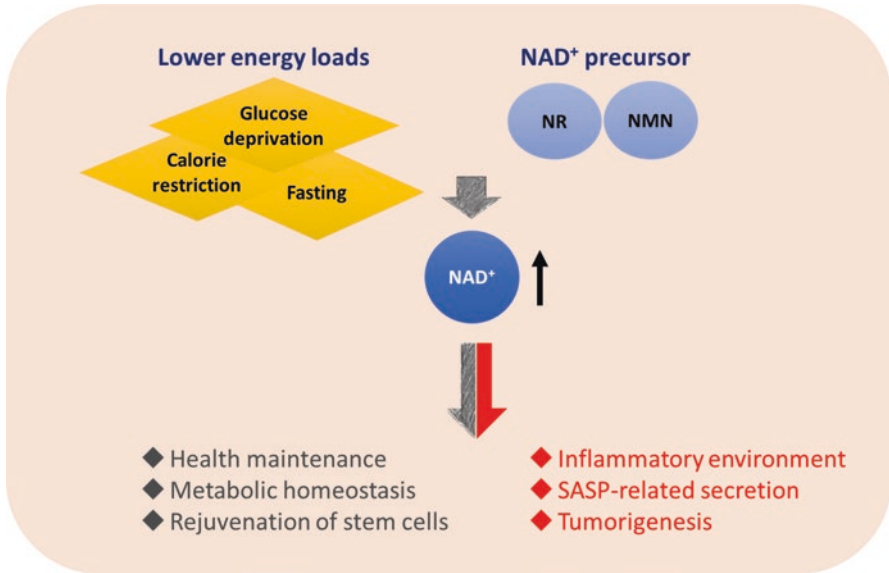 Lower energy loads
NAD⁺ precursor
Glucose
deprivation
Calorie
restriction
Fasting
NR
NMN
NAD⁺
Health maintenance
Metabolic homeostasis
Rejuvenation of stem cells
Inflammatory environment
SASP-related secretion
Tumorigenesis